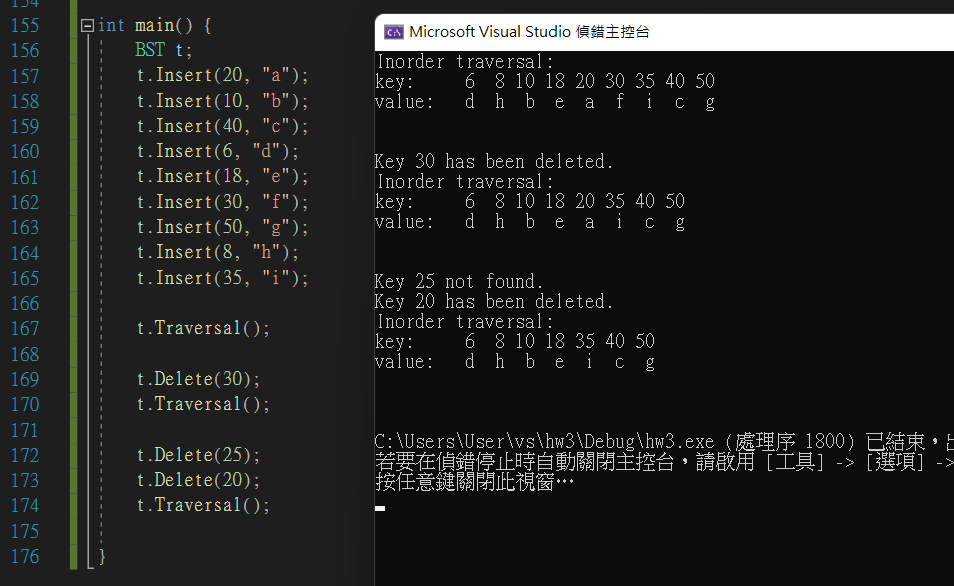 154
155 int main() {
156 BST t;
157 t.Insert(20, "a");
158 t.Insert(10, "b");
159 t.Insert(40, "c");
160 t.Insert(6, "d");
161 t.Insert(18, "e");
162 t.Insert(30, "f");
163 t.Insert(50, "g");
164 t.Insert(8, "h");
165 t.Insert(35, "i");
166
167 t.Traversal();
168
169 t.Delete(30);
170 t.Traversal();
171
172 t.Delete(25);
173 t.Delete(20);
174 t.Traversal();
175
176 }
Microsoft Visual Studio 偵錯主控台
Inorder traversal:
key: 6 8 10 18 20 30 35 40 50
value: d h b e a f i c g
Key 30 has been deleted.
Inorder traversal:
key: 6 8 10 18 20 35 40 50
value: d h b e a i c g
Key 25 not found.
Key 20 has been deleted.
Inorder traversal:
key: 6 8 10 18 35 40 50
value: d h b e i c g
C:\Users\User\vs\hw3\Debug\hw3.exe (處理序 1800) 已結束，出
若要在偵錯停止時自動關閉主控台，請啟用 [工具] -> [選項] ->
按任意鍵關閉此視窗…